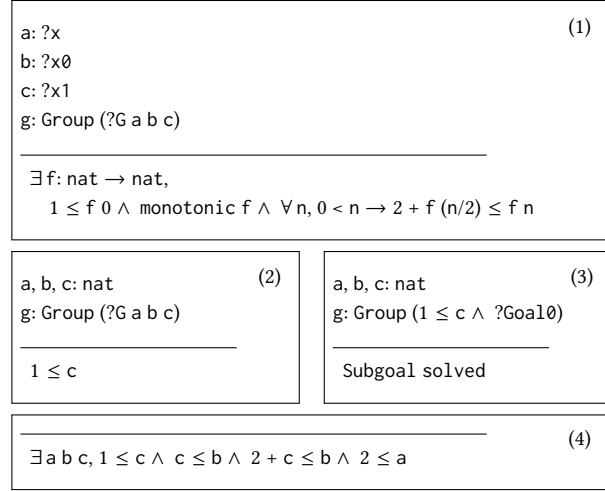 (1)
a: ?x
b: ?x0
c: ?x1
g: Group (?G a b c)
∃ f: nat → nat,
1 ≤ f 0 ∧ monotonic f ∧ ∀ n, 0 < n → 2 + f (n/2) ≤ f n
(2)
a, b, c: nat
g: Group (?G a b c)
1 ≤ c
(3)
a, b, c: nat
g: Group (1 ≤ c ∧ ?Goal0)
Subgoal solved
(4)
∃ a b c, 1 ≤ c ∧ c ≤ b ∧ 2 + c ≤ b ∧ 2 ≤ a